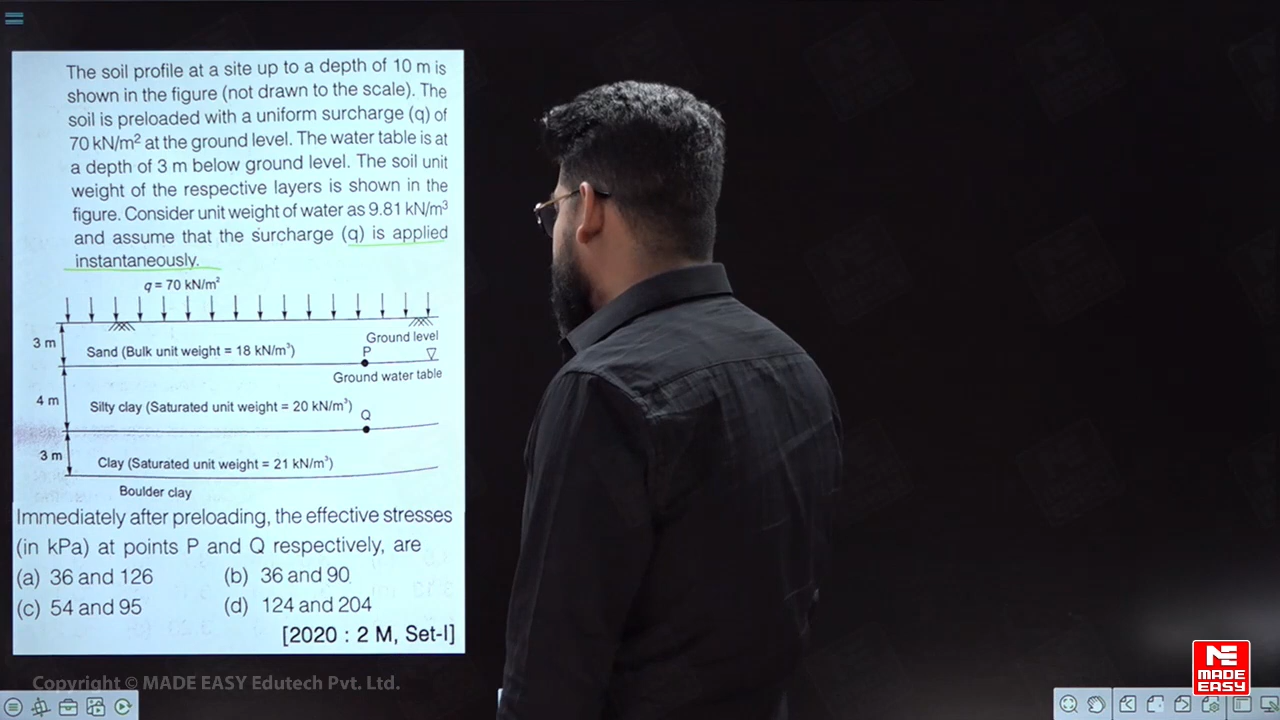 The soil profile at a site up to a depth of 10 m is
shown in the figure (not drawn to the scale). The
soil is preloaded with a uniform surcharge (q) of
70 kN/m² at the ground level. The water table is at
a depth of 3 m below ground level. The soil unit
weight of the respective layers is shown in the
figure. Consider unit weight of water as 9.81 kN/m³
and assume that the surcharge (q) is applied
instantaneously.
q = 70 kN/m²
Ground level
3 m
Sand (Bulk unit weight = 18 kN/m³)
P
Ground water table
4 m
Silty clay (Saturated unit weight = 20 kN/m³)
Q
3 m
Clay (Saturated unit weight = 21 kN/m³)
Boulder clay
Immediately after preloading, the effective stresses
(in kPa) at points P and Q respectively, are
(a) 36 and 126 (b) 36 and 90
(c) 54 and 95 (d) 124 and 204
[2020 : 2 M, Set-I]
Copyright © MADE EASY Edutech Pvt. Ltd.
MADE
EASY